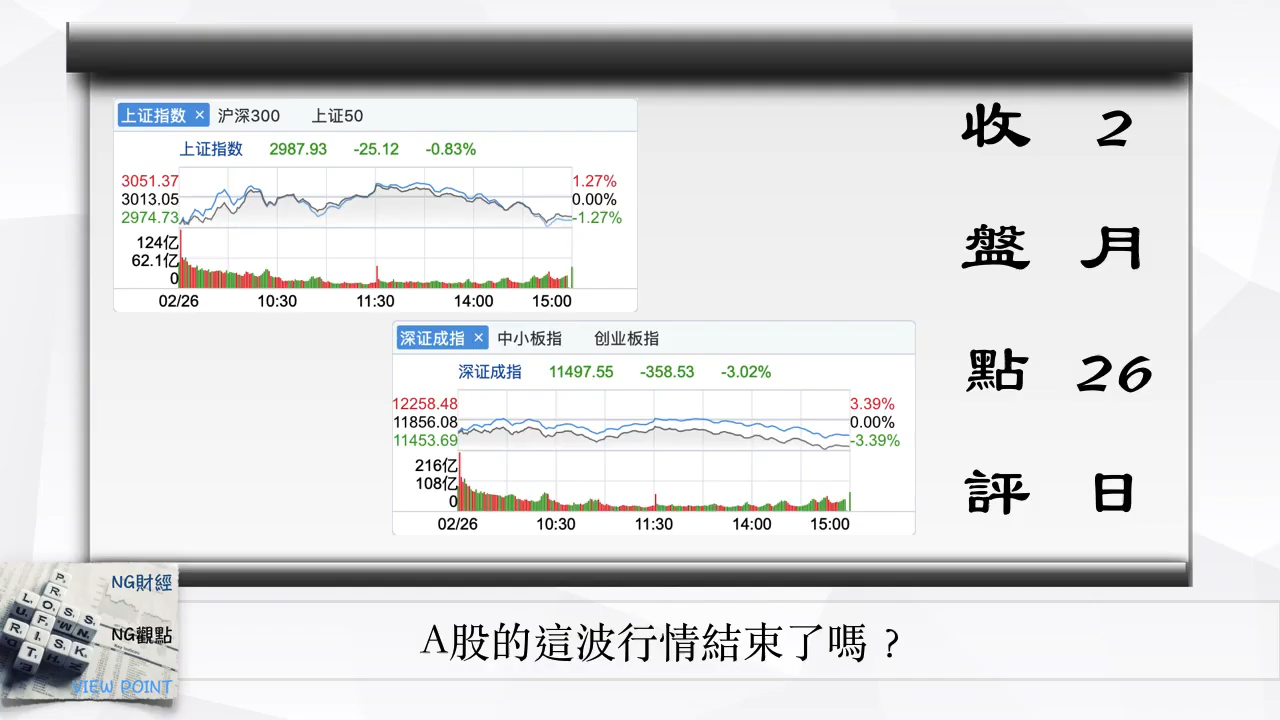 上证指数 × 沪深300 上证50
上证指数 2987.93 -25.12 -0.83%
3051.37 1.27%
3013.05 0.00%
2974.73 -1.27%
124亿
62.1亿
0
02/26 10:30 11:30 14:00 15:00
深证成指 × 中小板指 创业板指
深证成指 11497.55 -358.53 -3.02%
12258.48 3.39%
11856.08 0.00%
11453.69 -3.39%
216亿
108亿
0
02/26 10:30 11:30 14:00 15:00
2月26日
收盤點評
NG財經
NG觀點
VIEW POINT
A股的這波行情結束了嗎？